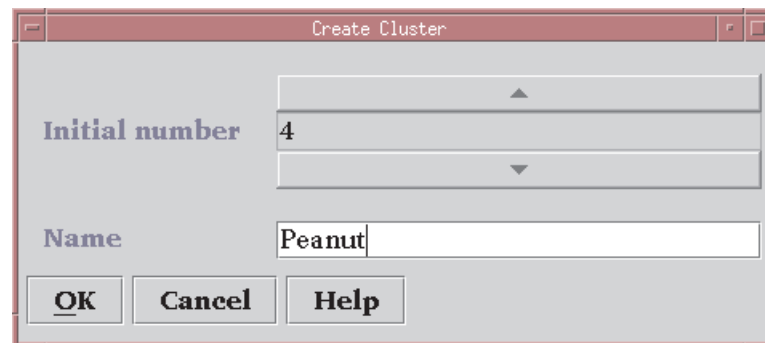 Create Cluster
Initial number 4
Name Peanut
OK Cancel Help